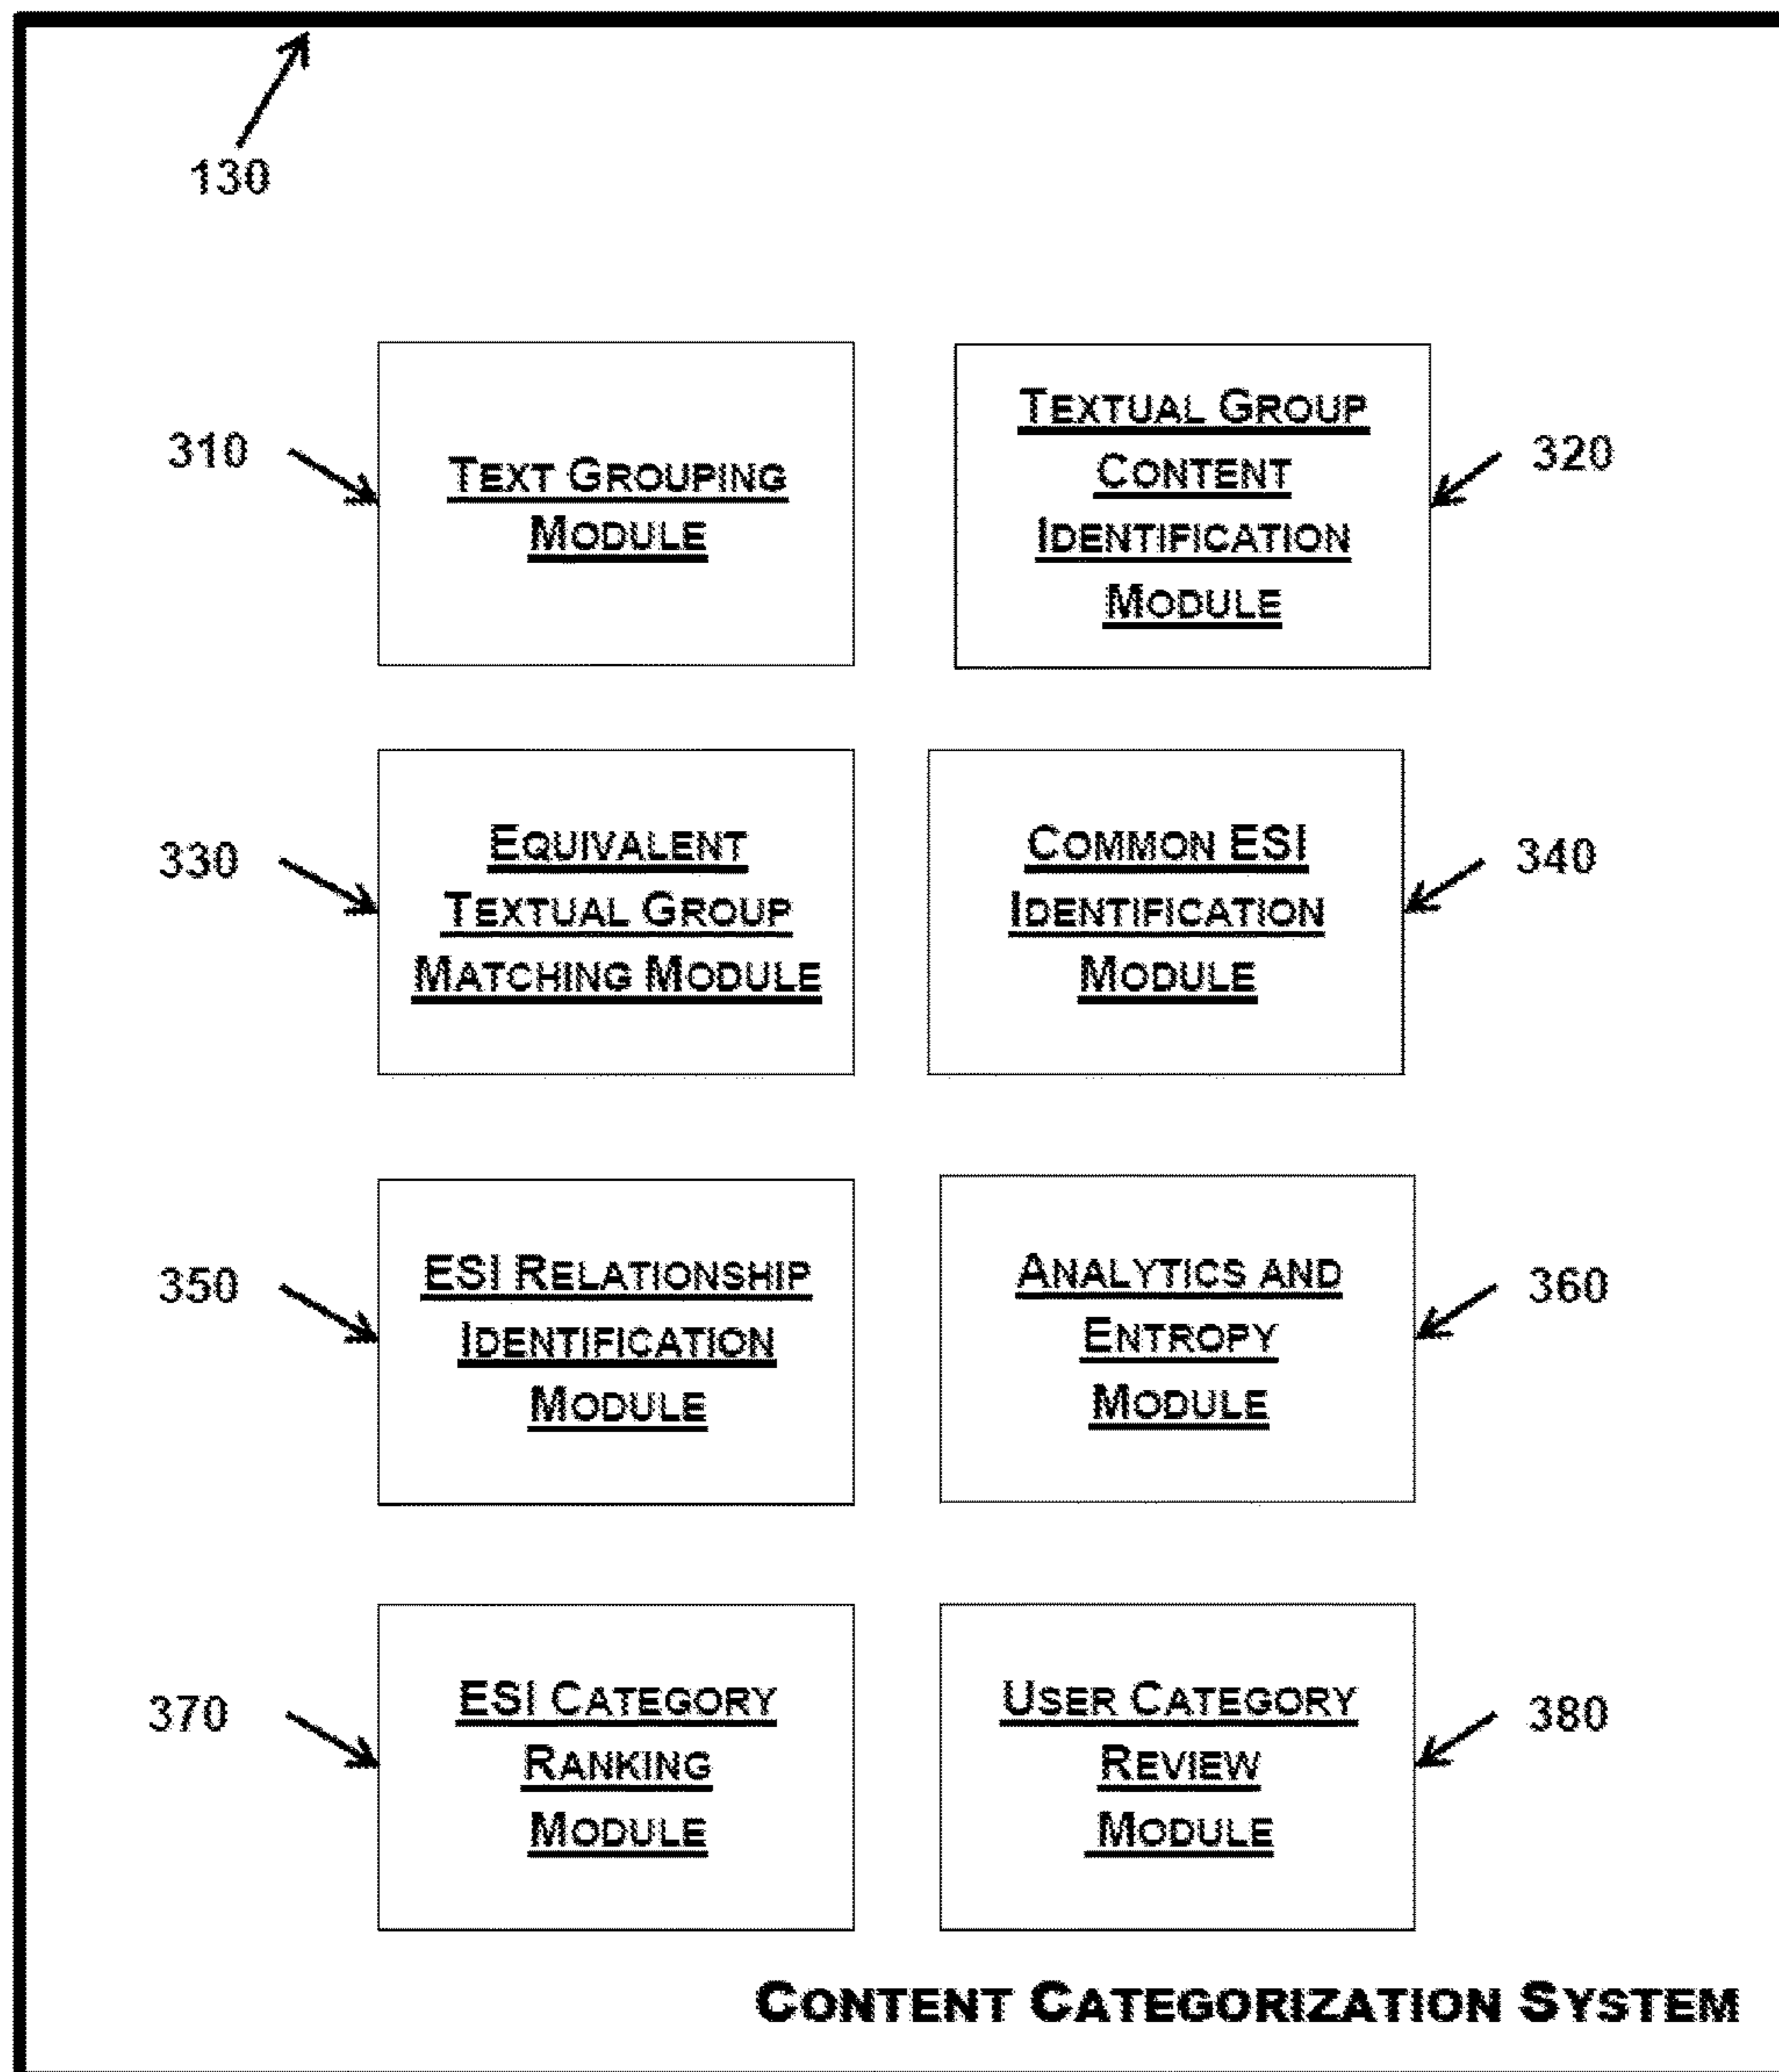 130
310
TEXT GROUPING
MODULE
TEXTUAL GROUP
CONTENT
IDENTIFICATION
MODULE
320
330
EQUIVALENT
TEXTUAL GROUP
MATCHING MODULE
COMMON ESI
IDENTIFICATION
MODULE
340
350
ESI RELATIONSHIP
IDENTIFICATION
MODULE
ANALYTICS AND
ENTROPY
MODULE
360
370
ESI CATEGORY
RANKING
MODULE
USER CATEGORY
REVIEW
MODULE
380
CONTENT CATEGORIZATION SYSTEM